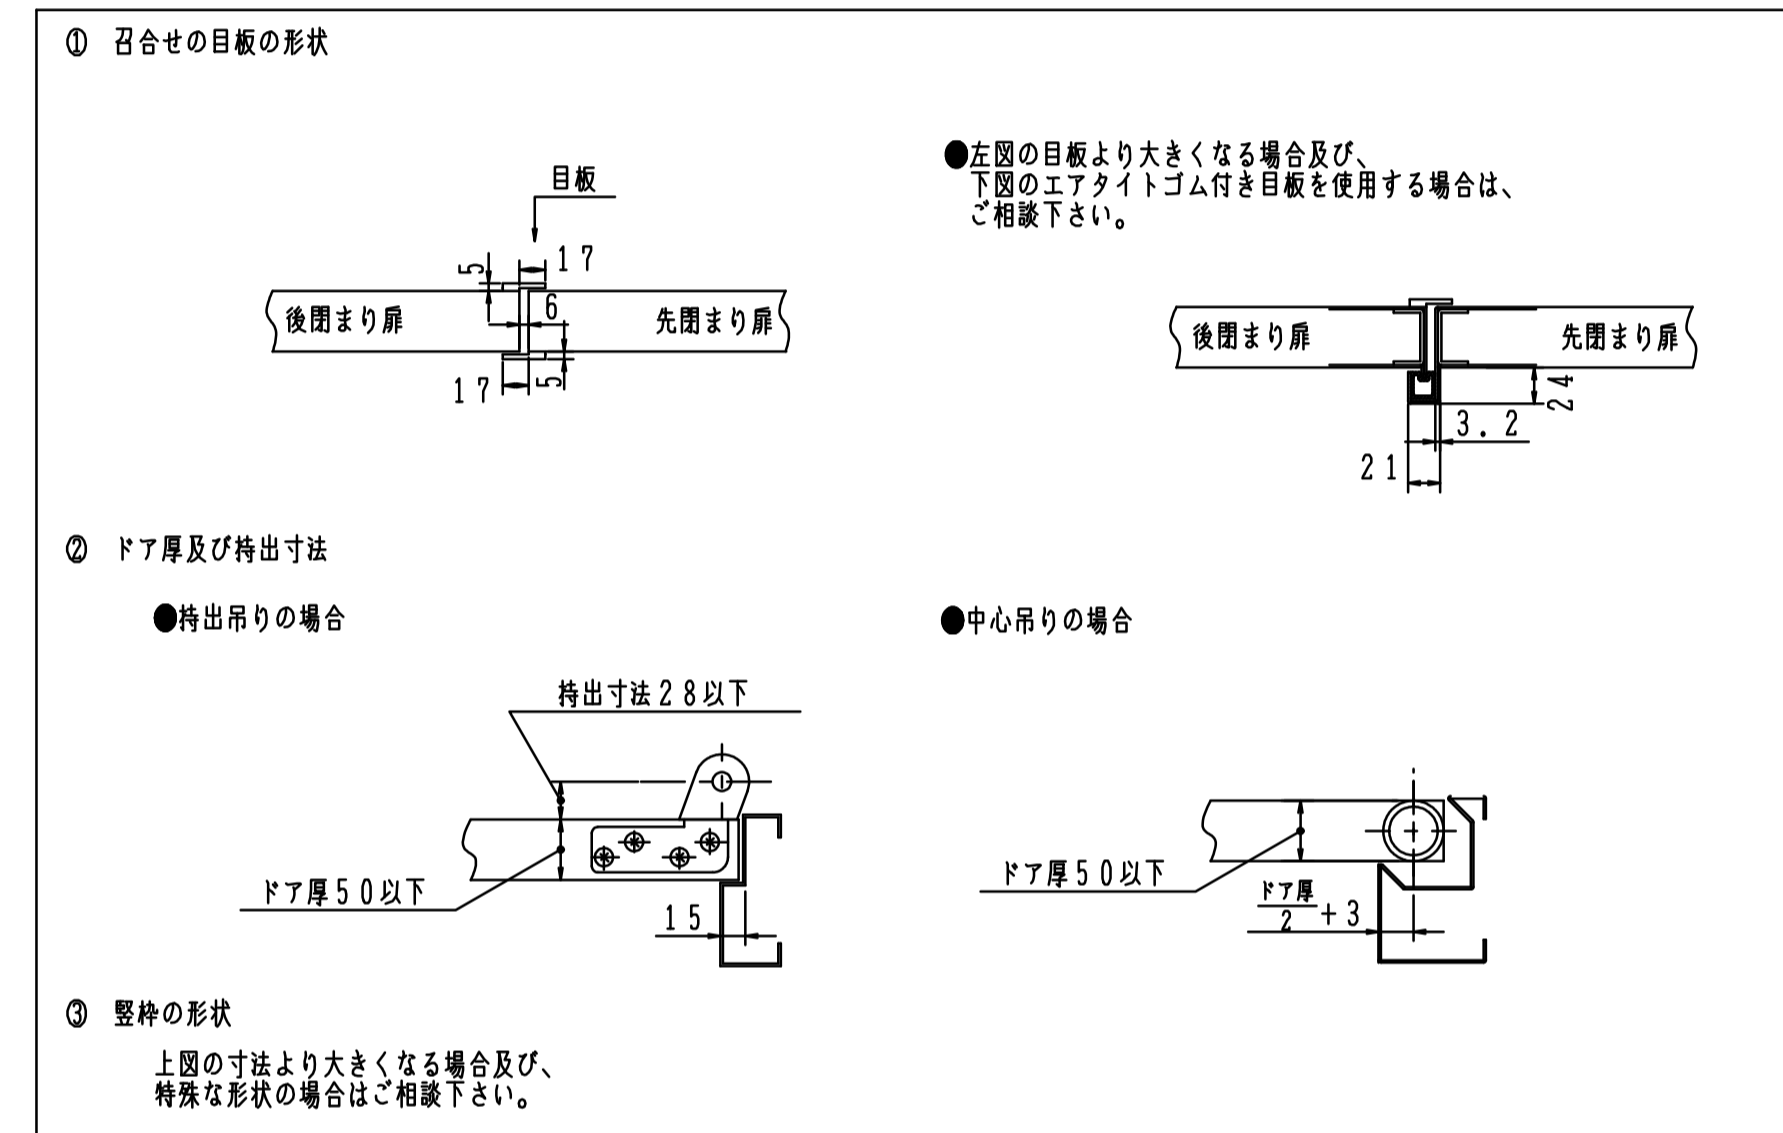 ① 召合せの目板の形状
目板
5
17
6
後閉まり扉
先閉まり扉
17
5
●左図の目板より大きくなる場合及び、
下図のエアタイトゴム付き目板を使用する場合は、
ご相談下さい。
後閉まり扉
先閉まり扉
24
3.2
21
② ドア厚及び持出寸法
●持出吊りの場合
持出寸法28以下
ドア厚50以下
15
●中心吊りの場合
ドア厚50以下
ドア厚
2
+3
③ 竪枠の形状
上図の寸法より大きくなる場合及び、
特殊な形状の場合はご相談下さい。